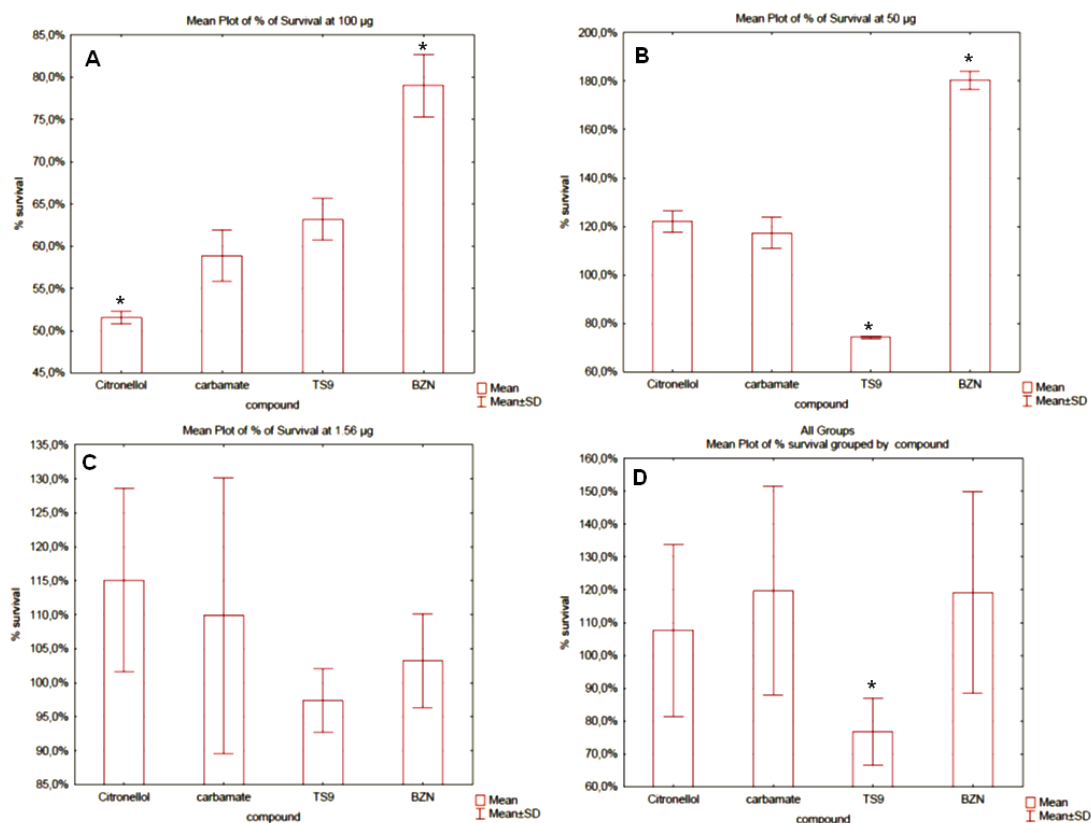 Mean Plot of % of Survival at 100 µg
A
85,0%
80,0%
75,0%
70,0%
65,0%
60,0%
55,0%
50,0%
45,0%
% survival
*
*
Citronellol carbamate TS9 BZN
compound
Mean
Mean±SD
Mean Plot of % of Survival at 50 µg
B
200,0%
180,0%
160,0%
140,0%
120,0%
100,0%
80,0%
60,0%
% survival
*
*
Citronellol carbamate TS9 BZN
compound
Mean
Mean±SD
Mean Plot of % of Survival at 1.56 µg
C
135,0%
130,0%
125,0%
120,0%
115,0%
110,0%
105,0%
100,0%
95,0%
90,0%
85,0%
% survival
Citronellol carbamate TS9 BZN
compound
Mean
Mean±SD
All Groups
Mean Plot of % survival grouped by compound
D
160,0%
150,0%
140,0%
130,0%
120,0%
110,0%
100,0%
90,0%
80,0%
70,0%
60,0%
% survival
*
Citronellol carbamate TS9 BZN
compound
Mean
Mean±SD